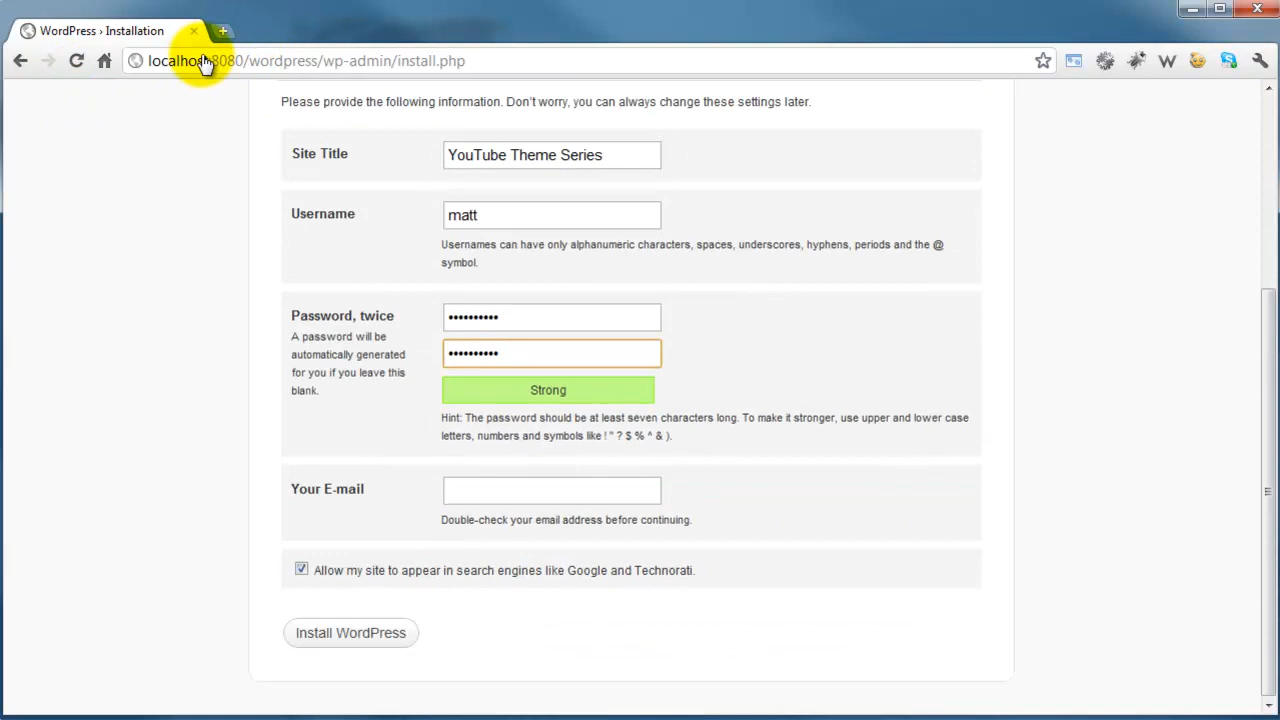 WordPress › Installation
localhost:8080/wordpress/wp-admin/install.php
Please provide the following information. Don't worry, you can always change these settings later.
Site Title
YouTube Theme Series
Username
matt
Usernames can have only alphanumeric characters, spaces, underscores, hyphens, periods and the @
symbol.
Password, twice
••••••••••
A password will be
automatically generated
for you if you leave this
blank.
••••••••••
Strong
Hint: The password should be at least seven characters long. To make it stronger, use upper and lower case
letters, numbers and symbols like ! " ? $ % ^ & ).
Your E-mail
Double-check your email address before continuing.
Allow my site to appear in search engines like Google and Technorati.
Install WordPress